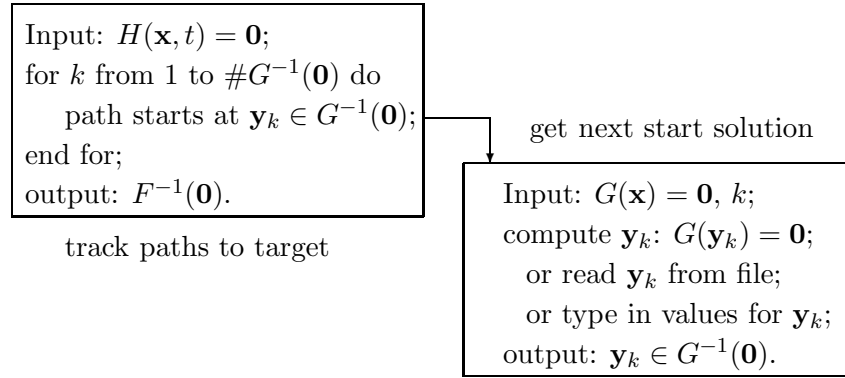 Input: H(x, t) = 0;
for k from 1 to #G⁻¹(0) do
path starts at yₖ ∈ G⁻¹(0);
end for;
output: F⁻¹(0).
track paths to target
get next start solution
Input: G(x) = 0, k;
compute yₖ: G(yₖ) = 0;
or read yₖ from file;
or type in values for yₖ;
output: yₖ ∈ G⁻¹(0).